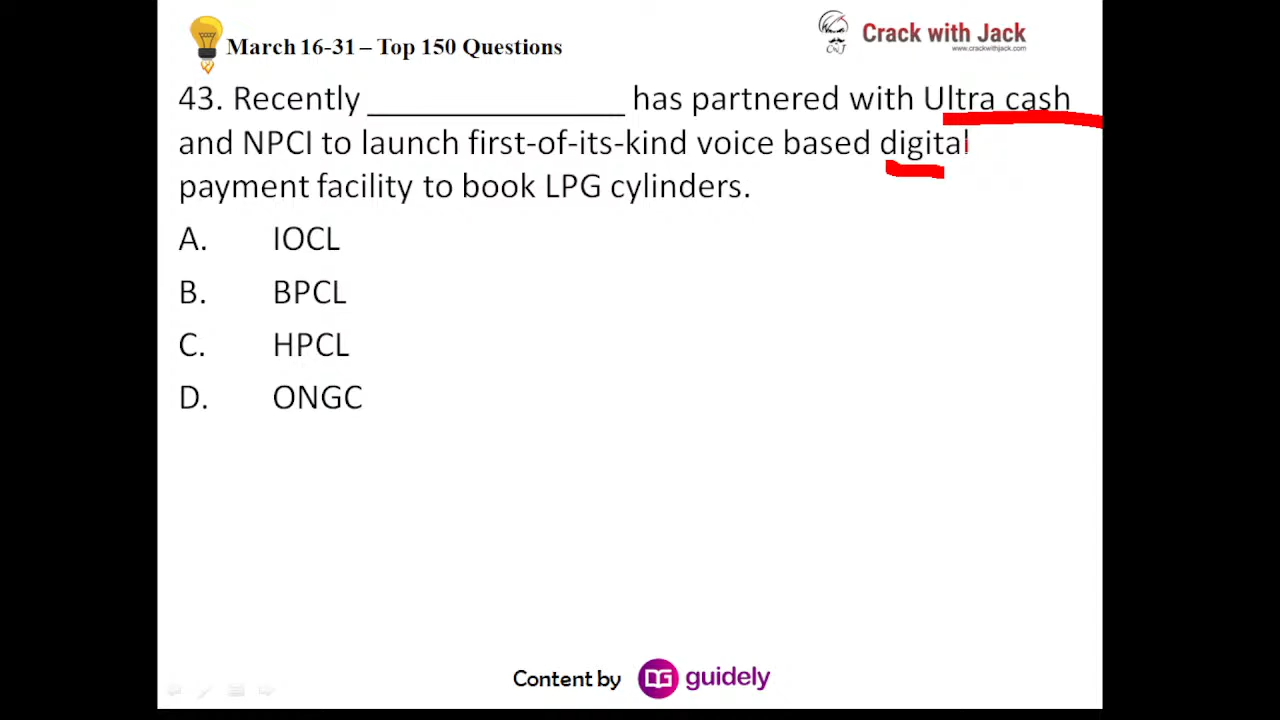 March 16-31 – Top 150 Questions
Crack with Jack
www.crackwithjack.com
CwJ
43. Recently _______________ has partnered with Ultra cash
and NPCI to launch first-of-its-kind voice based digital
payment facility to book LPG cylinders.
A. IOCL
B. BPCL
C. HPCL
D. ONGC
Content by guidely